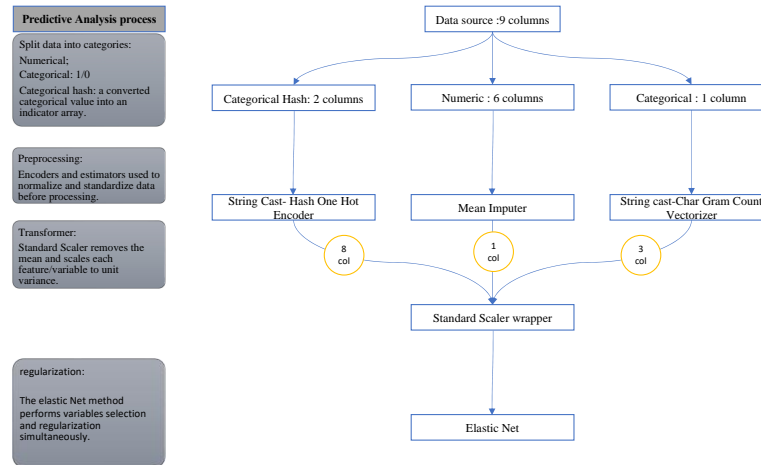 Predictive Analysis process
Split data into categories:
Numerical;
Categorical: 1/0
Categorical hash: a converted
categorical value into an
indicator array.
Preprocessing:
Encoders and estimators used to
normalize and standardize data
before processing.
Transformer:
Standard Scaler removes the
mean and scales each
feature/variable to unit
variance.
regularization:
The elastic Net method
performs variables selection
and regularization
simultaneously.
Data source :9 columns
Categorical Hash: 2 columns
Numeric : 6 columns
Categorical : 1 column
String Cast- Hash One Hot
Encoder
Mean Imputer
String cast-Char Gram Count
Vectorizer
8
col
1
col
3
col
Standard Scaler wrapper
Elastic Net